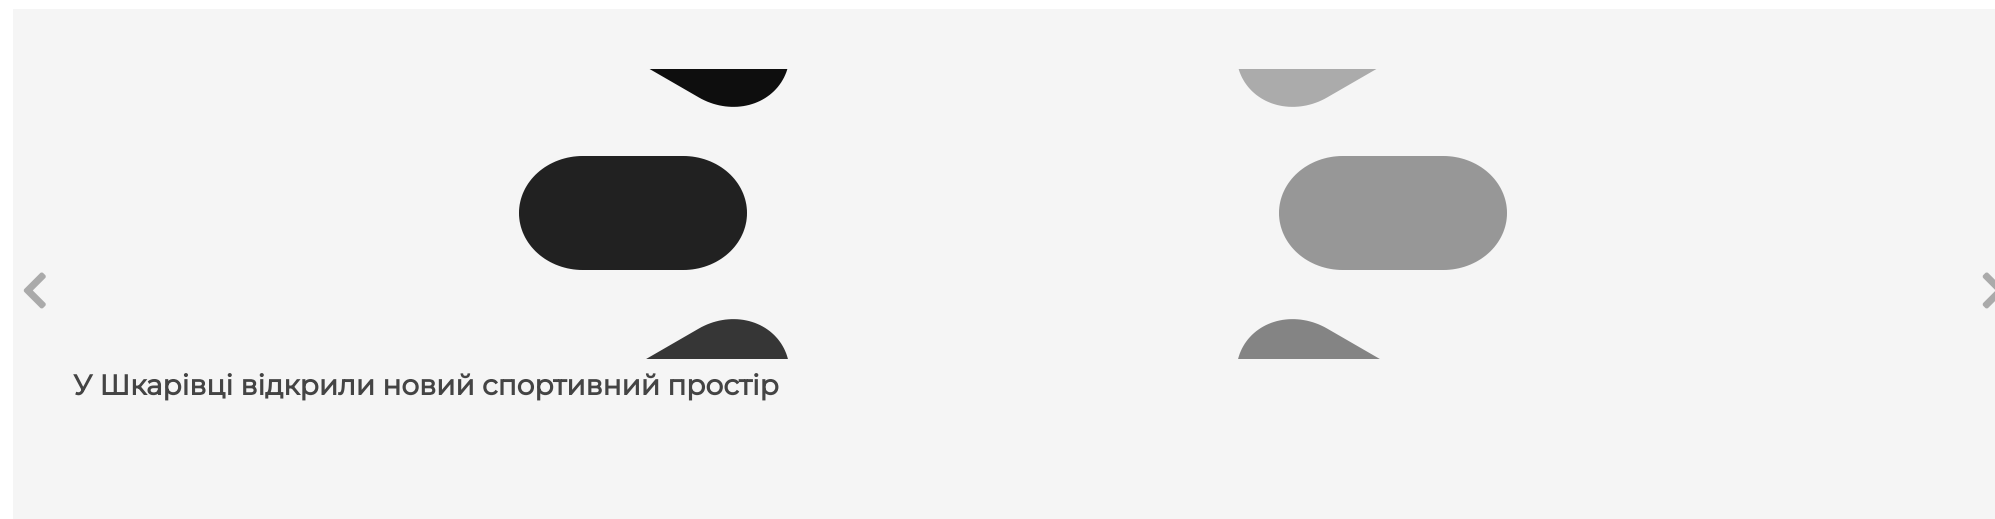 У Шкарівці відкрили новий спортивний простір